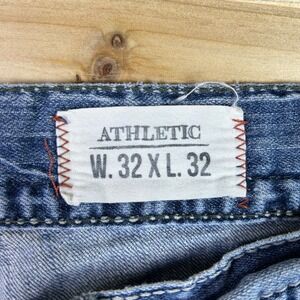 ATHLETIC
W. 32 X L. 32